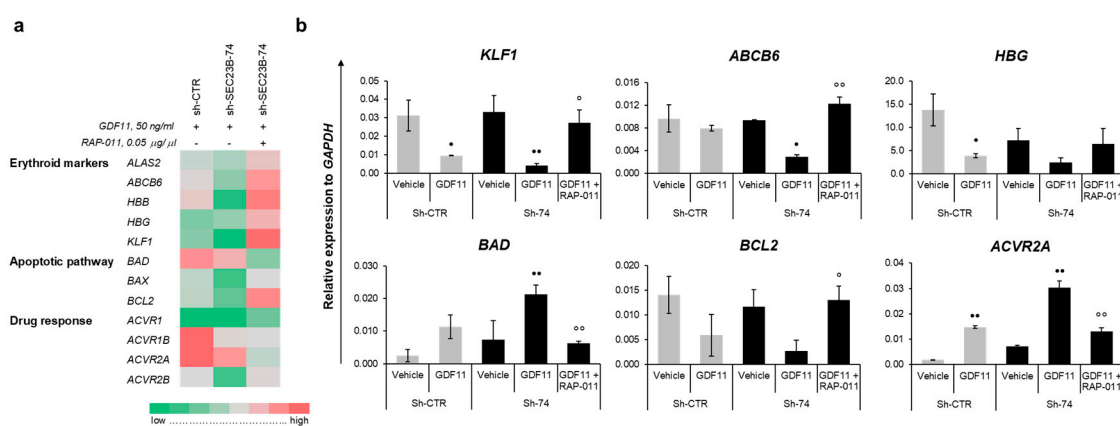 a
sh-CTR
sh-SEC23B-74
sh-SEC23B-74
GDF11, 50 ng/ml + + +
RAP-011, 0.05 µg/ µl - - +
Erythroid markers
ALAS2
ABCB6
HBB
HBG
KLF1
Apoptotic pathway
BAD
BAX
BCL2
Drug response
ACVR1
ACVR1B
ACVR2A
ACVR2B
low ........................................ high
b
Relative expression to GAPDH
KLF1
0.05
0.04
0.03
0.02
0.01
0.00
Vehicle GDF11 Vehicle GDF11 GDF11 + RAP-011
Sh-CTR Sh-74
ABCB6
0.016
0.012
0.008
0.004
0.000
Vehicle GDF11 Vehicle GDF11 GDF11 + RAP-011
Sh-CTR Sh-74
HBG
20.0
15.0
10.0
5.0
0.0
Vehicle GDF11 Vehicle GDF11 GDF11 + RAP-011
Sh-CTR Sh-74
BAD
0.030
0.020
0.010
0.000
Vehicle GDF11 Vehicle GDF11 GDF11 + RAP-011
Sh-CTR Sh-74
BCL2
0.020
0.015
0.010
0.005
0.000
Vehicle GDF11 Vehicle GDF11 GDF11 + RAP-011
Sh-CTR Sh-74
ACVR2A
0.04
0.03
0.02
0.01
0.00
Vehicle GDF11 Vehicle GDF11 GDF11 + RAP-011
Sh-CTR Sh-74